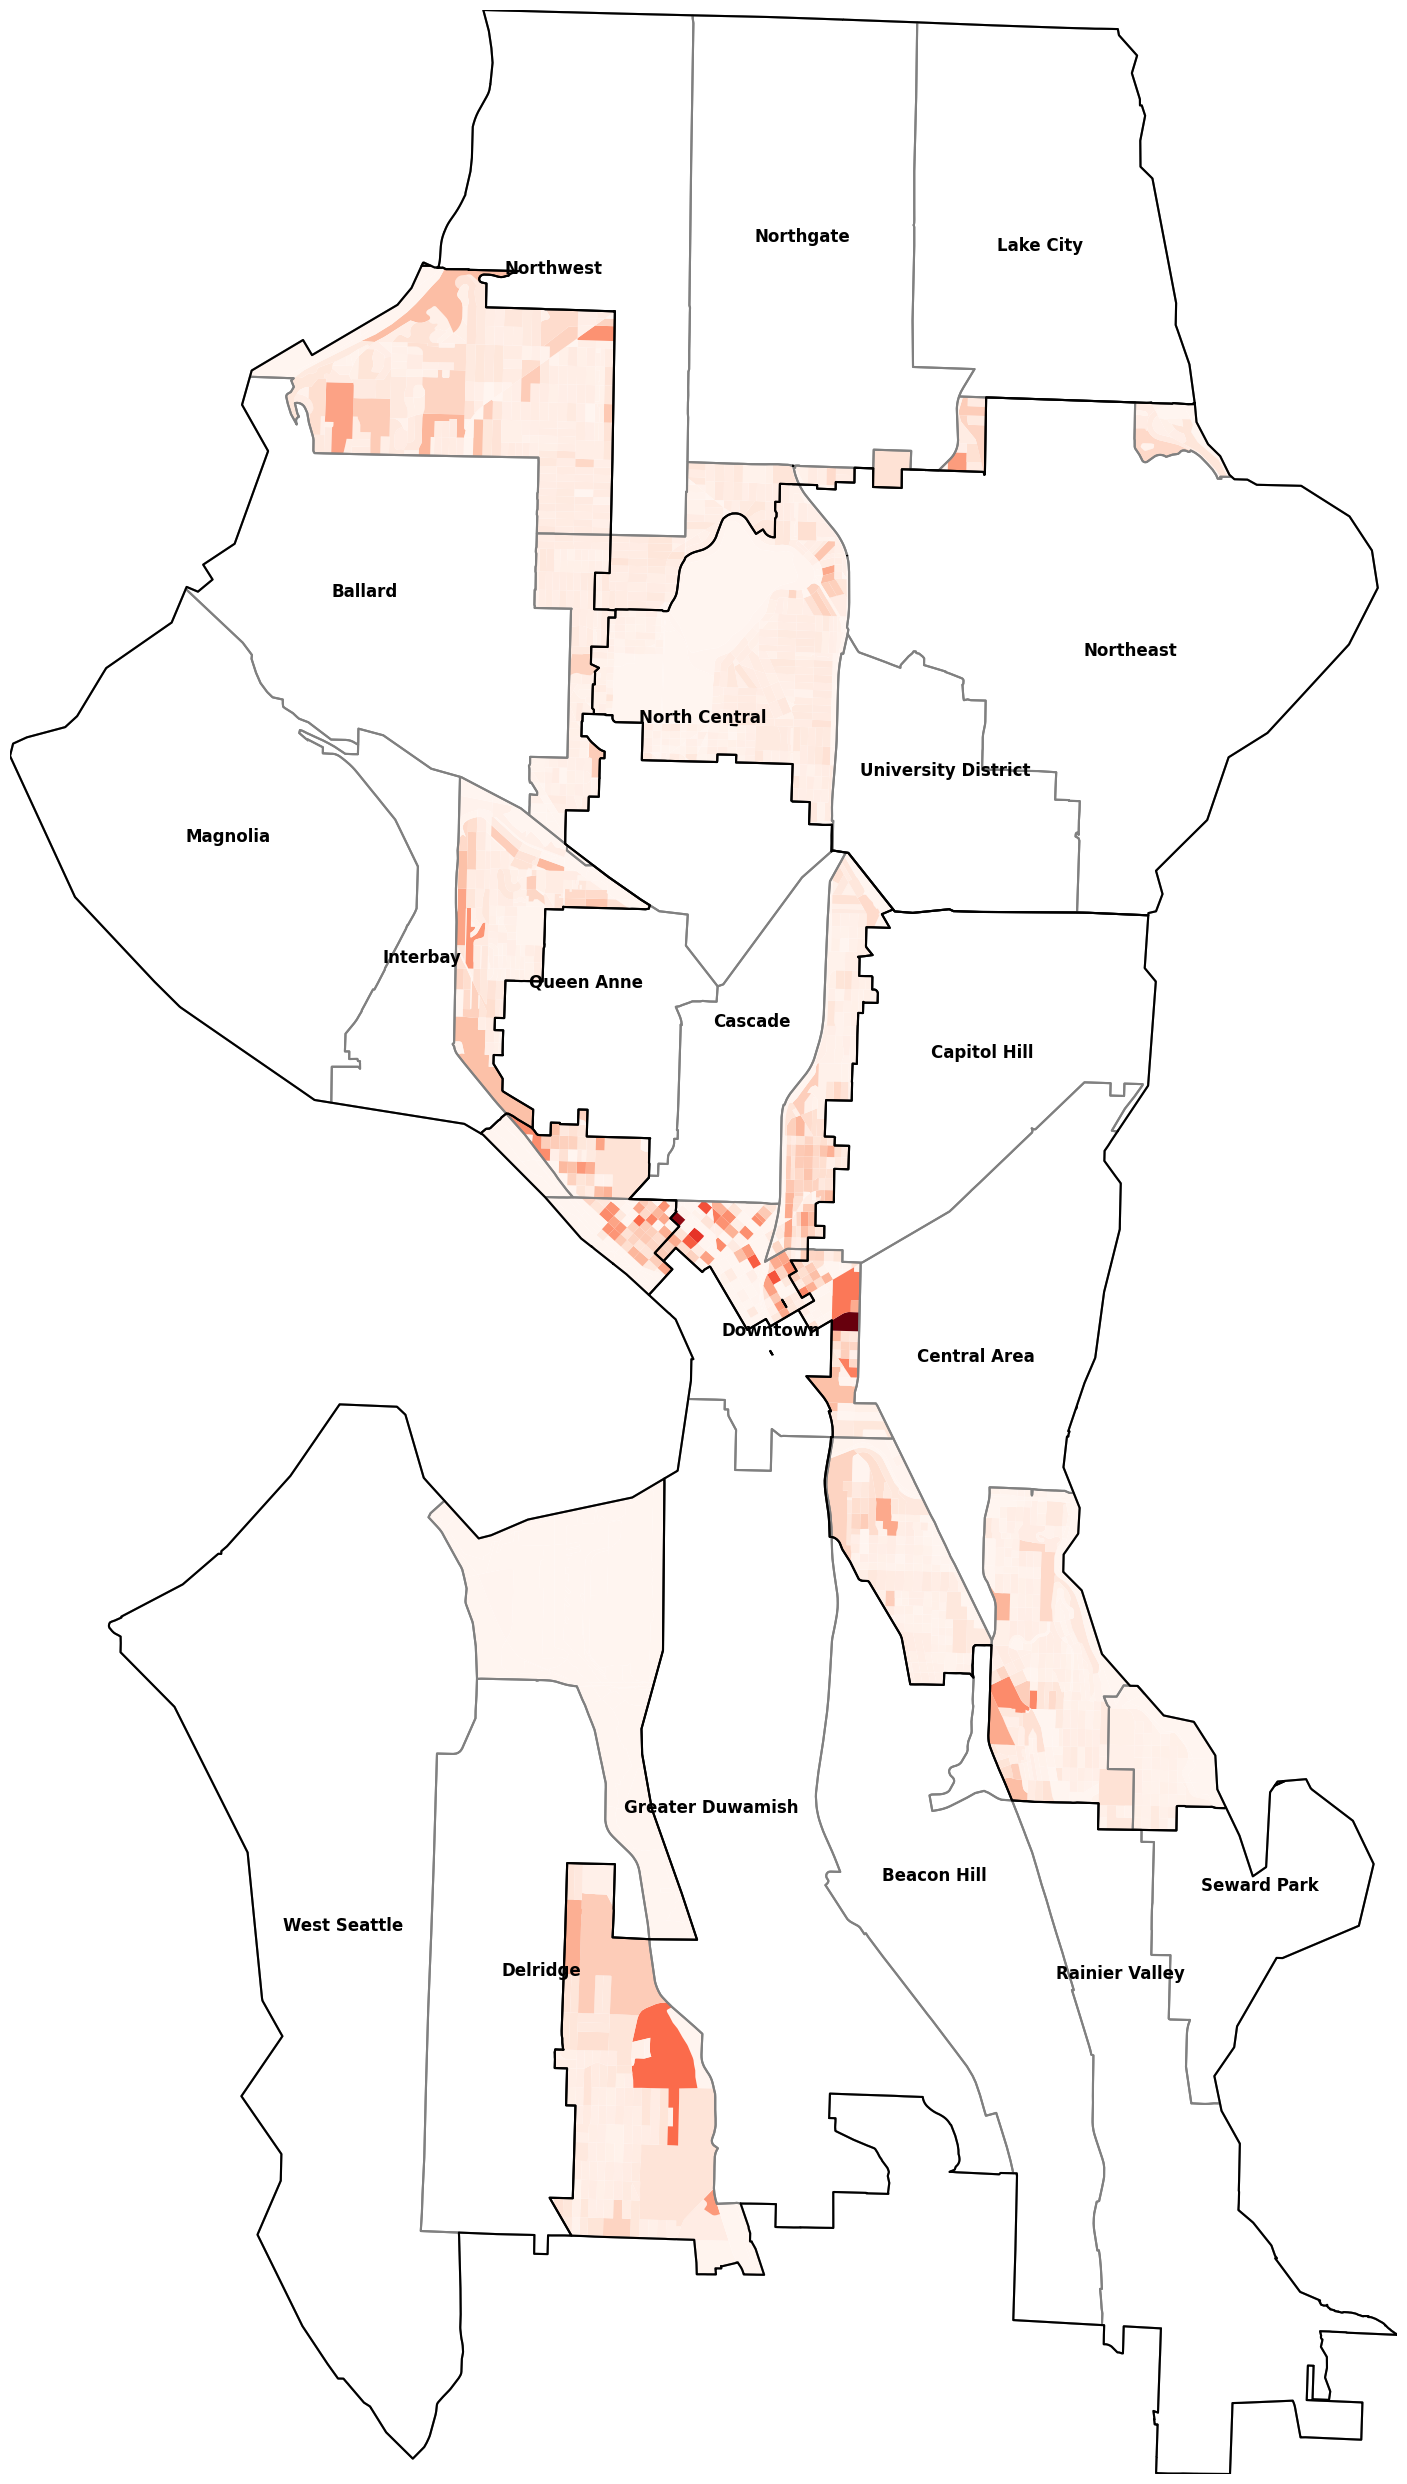 Northgate
Lake City
Northwest
Ballard
Northeast
North Central
University District
Magnolia
Interbay
Queen Anne
Cascade
Capitol Hill
Downtown
Central Area
Greater Duwamish
Beacon Hill
Seward Park
West Seattle
Delridge
Rainier Valley